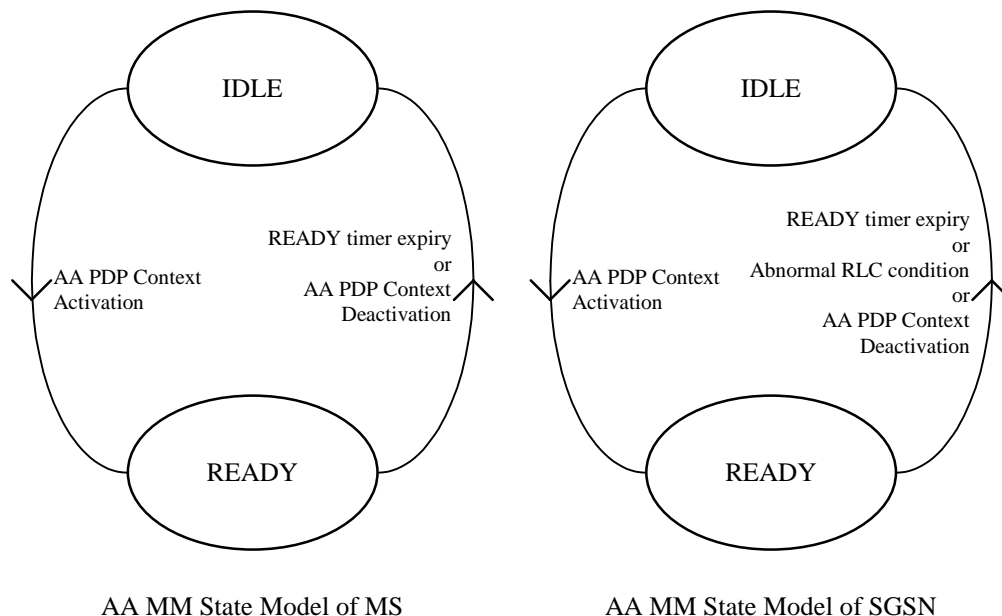 IDLE
AA PDP Context
Activation
READY timer expiry
or
AA PDP Context
Deactivation
READY
AA MM State Model of MS
IDLE
AA PDP Context
Activation
READY timer expiry
or
Abnormal RLC condition
or
AA PDP Context
Deactivation
READY
AA MM State Model of SGSN